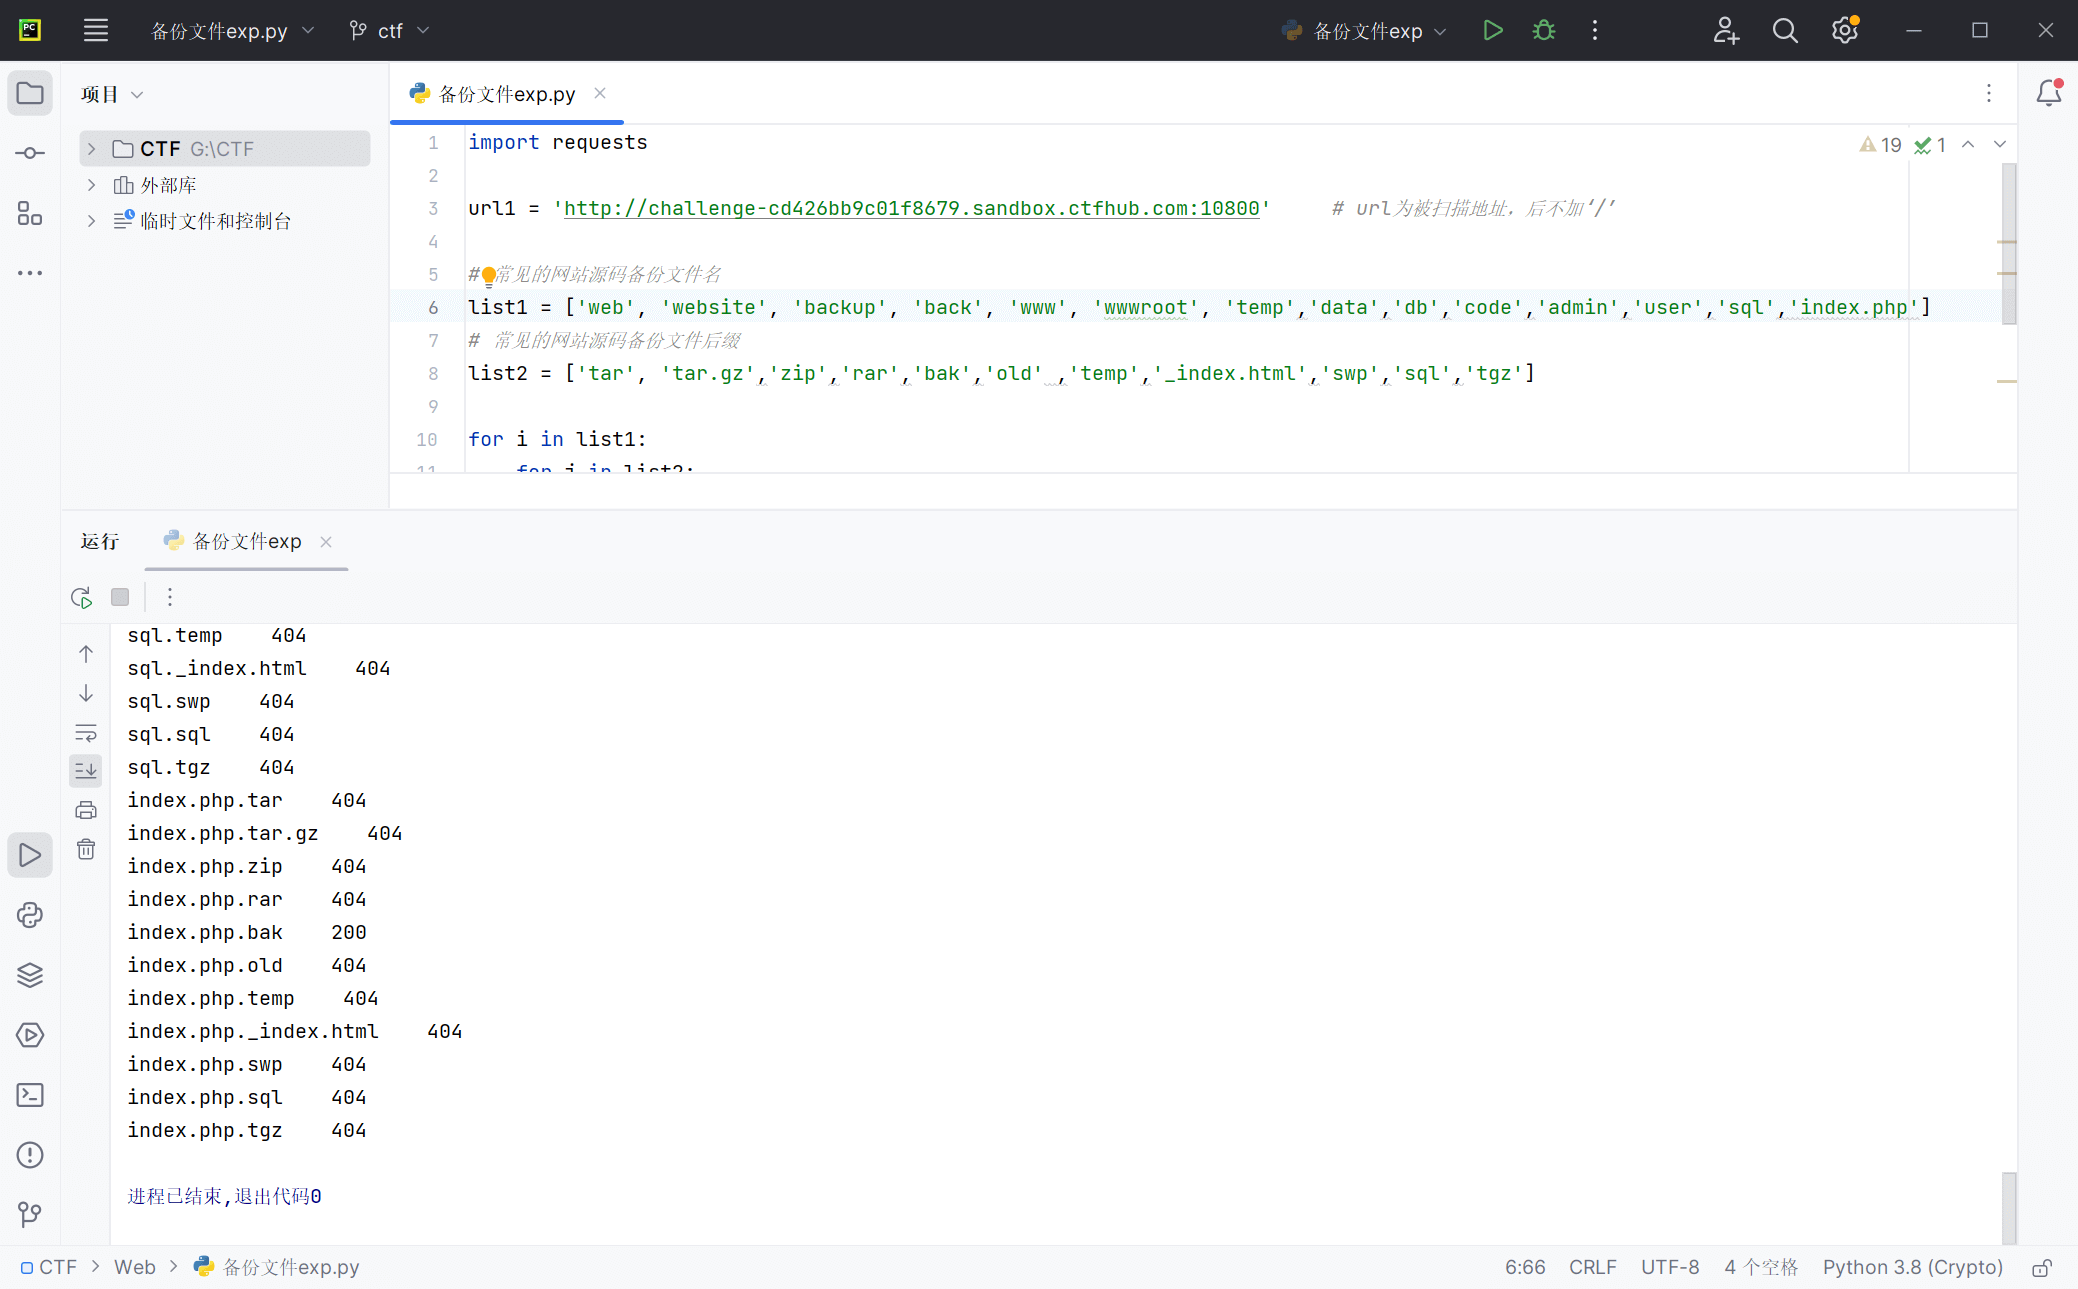 PC
备份文件exp.py
ctf
备份文件exp
项目
备份文件exp.py
CTF G:\CTF
外部库
临时文件和控制台
1 import requests
2
3 url1 = 'http://challenge-cd426bb9c01f8679.sandbox.ctfhub.com:10800' # url为被扫描地址，后不加‘/’
4
5 # 常见的网站源码备份文件名
6 list1 = ['web', 'website', 'backup', 'back', 'www', 'wwwroot', 'temp','data','db','code','admin','user','sql','index.php']
7 # 常见的网站源码备份文件后缀
8 list2 = ['tar', 'tar.gz','zip','rar','bak','old' ,'temp','_index.html','swp','sql','tgz']
9
10 for i in list1:
11 for j in list2:
19 1
运行 备份文件exp
sql.temp 404
sql._index.html 404
sql.swp 404
sql.sql 404
sql.tgz 404
index.php.tar 404
index.php.tar.gz 404
index.php.zip 404
index.php.rar 404
index.php.bak 200
index.php.old 404
index.php.temp 404
index.php._index.html 404
index.php.swp 404
index.php.sql 404
index.php.tgz 404
进程已结束,退出代码0
CTF > Web > 备份文件exp.py
6:66 CRLF UTF-8 4 个空格 Python 3.8 (Crypto)